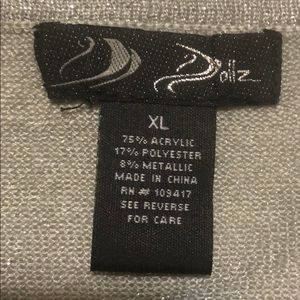 Dollz
XL
75% ACRYLIC
17% POLYESTER
8% METALLIC
MADE IN CHINA
RN # 109417
SEE REVERSE
FOR CARE